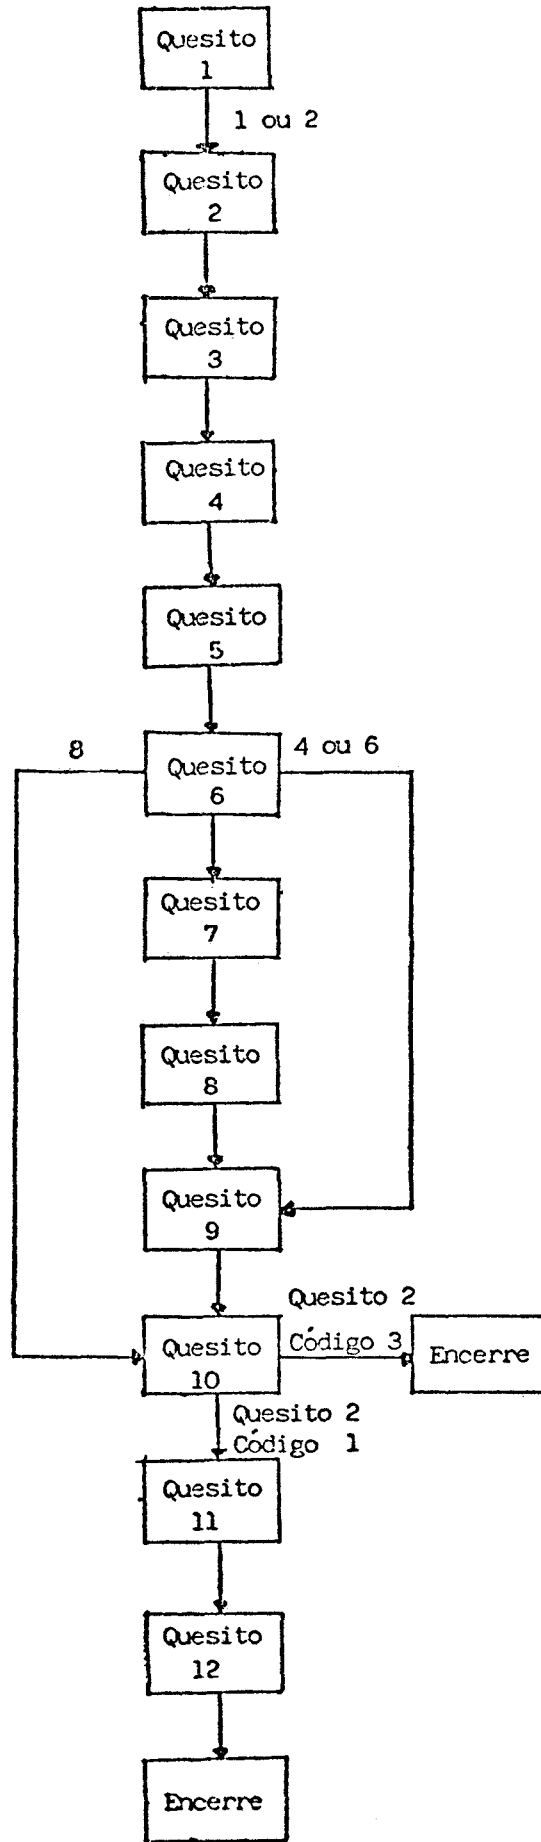 Quesito
1
1 ou 2
Quesito
2
Quesito
3
Quesito
4
Quesito
5
8
Quesito
6
4 ou 6
Quesito
7
Quesito
8
Quesito
9
Quesito
10
Quesito 2
Código 3
Encerre
Quesito 2
Código 1
Quesito
11
Quesito
12
Encerre